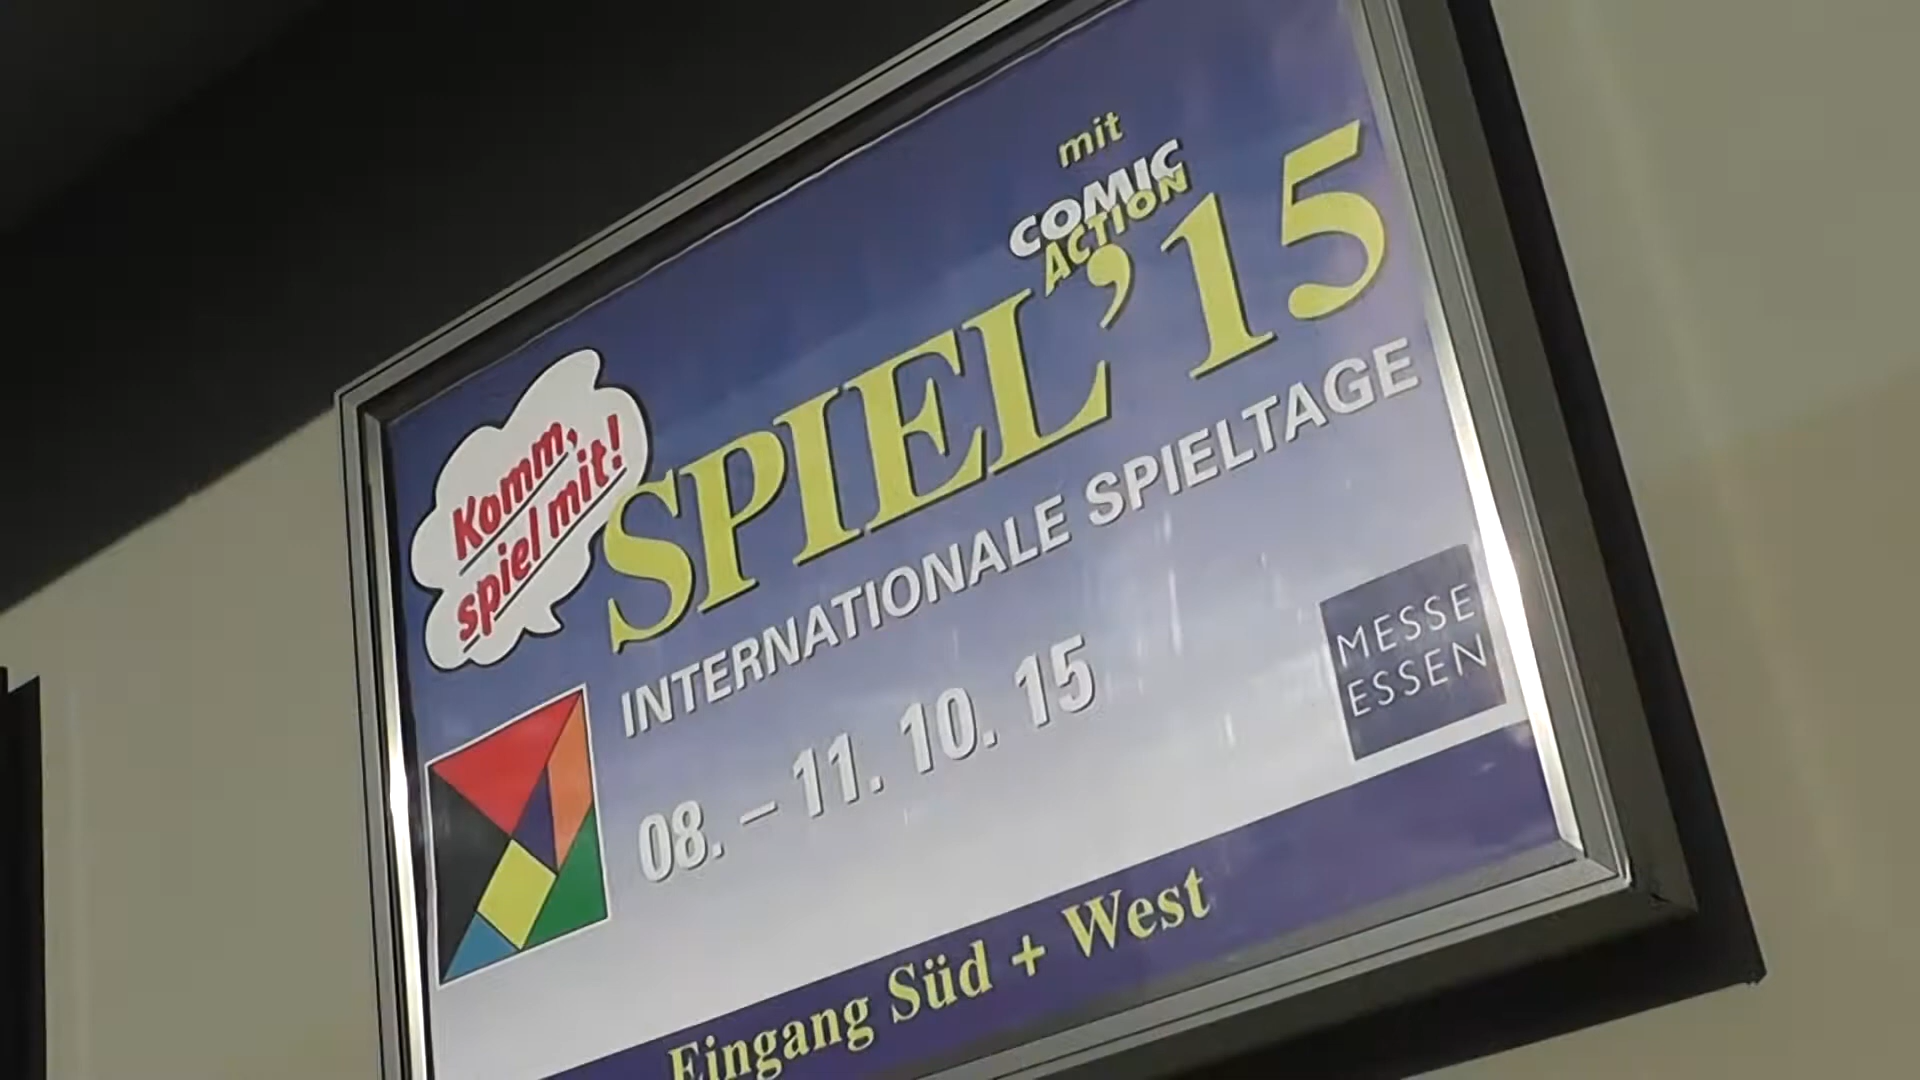 mit
COMIC
ACTION
SPIEL'15
Komm,
spiel mit!
INTERNATIONALE SPIELTAGE
08. – 11. 10. 15
MESSE
ESSEN
Eingang Süd + West